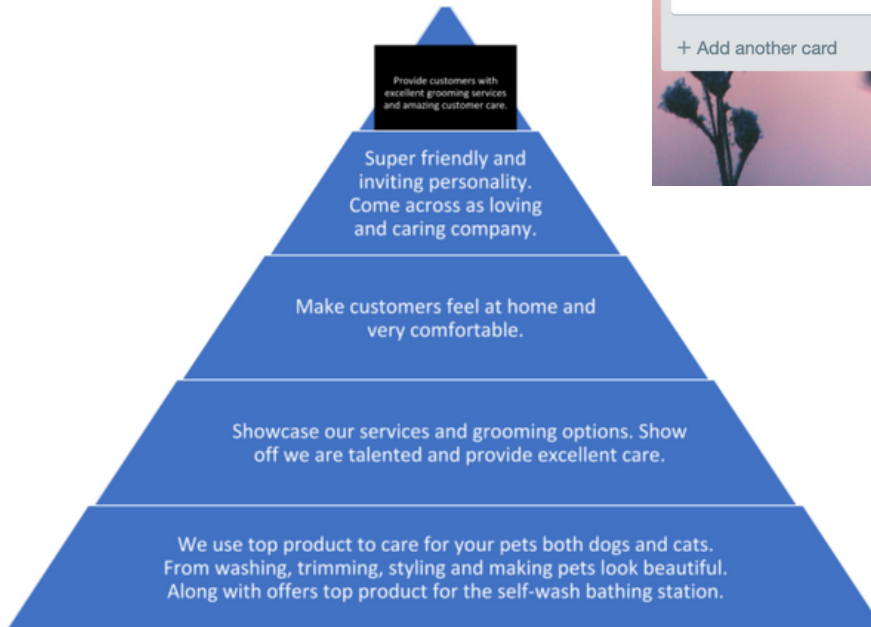 + Add another card
Provide customers with
excellent grooming services
and amazing customer care.
Super friendly and
inviting personality.
Come across as loving
and caring company.
Make customers feel at home and
very comfortable.
Showcase our services and grooming options. Show
off we are talented and provide excellent care.
We use top product to care for your pets both dogs and cats.
From washing, trimming, styling and making pets look beautiful.
Along with offers top product for the self-wash bathing station.